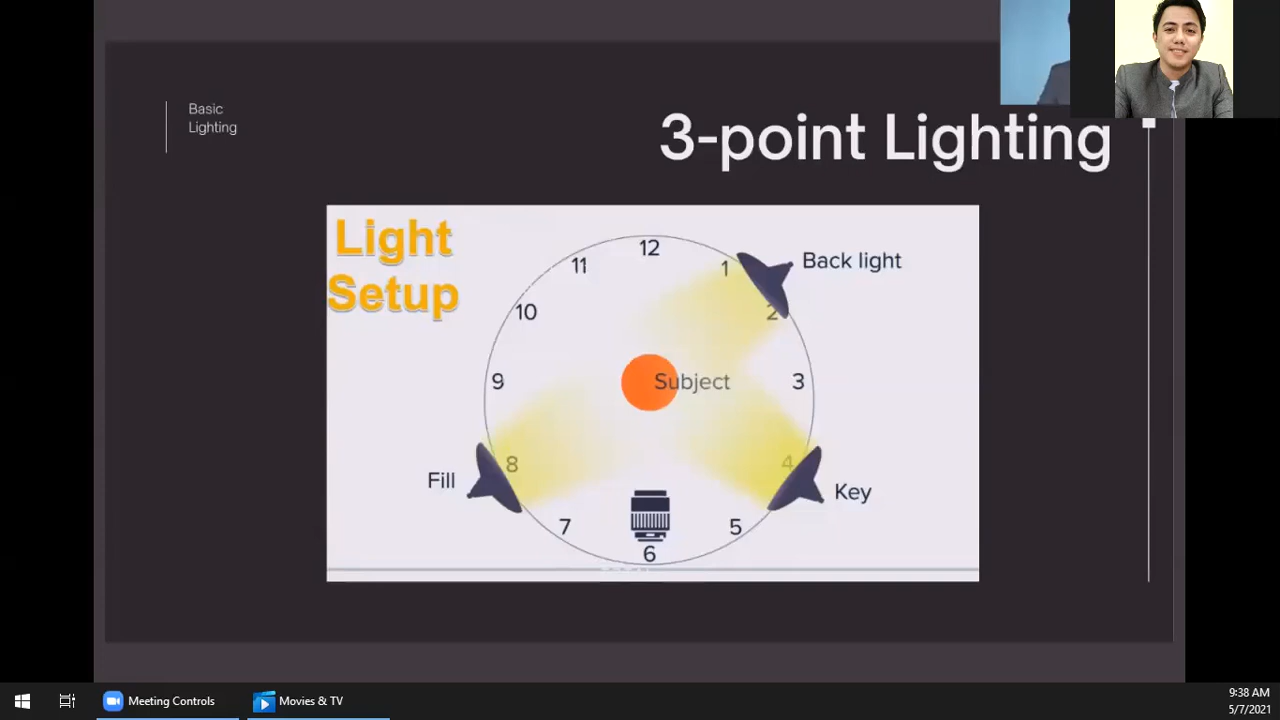 Basic
Lighting
3-point Lighting
Light
Setup
12
11
1
Back light
10
2
9
Subject
3
8
4
Fill
Key
7
5
6
Meeting Controls
Movies & TV
9:38 AM
5/7/2021